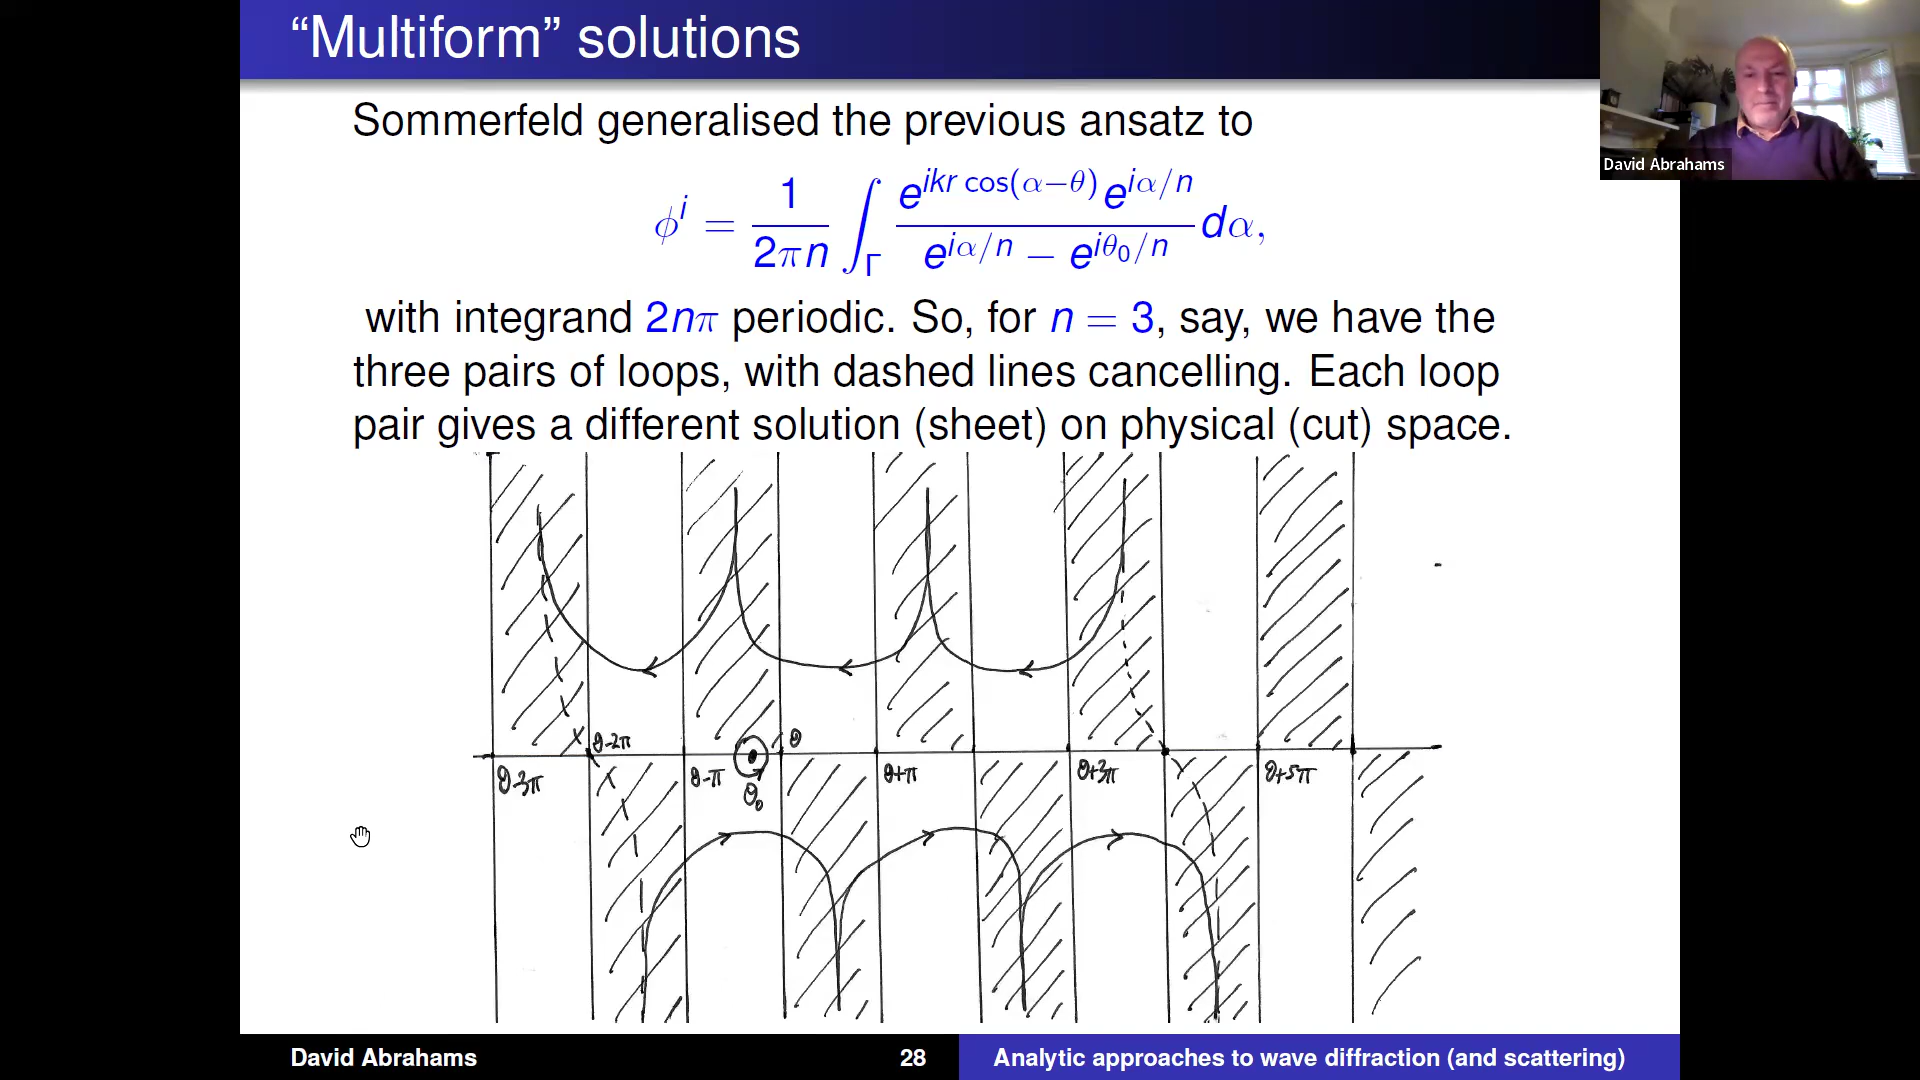 “Multiform” solutions
David Abrahams
Sommerfeld generalised the previous ansatz to
ϕ^i = \frac{1}{2πn} ∫_Γ \frac{e^{ikr cos(α−θ)} e^{iα/n}}{e^{iα/n} − e^{iθ_0/n}} dα,
with integrand 2nπ periodic. So, for n = 3, say, we have the
three pairs of loops, with dashed lines cancelling. Each loop
pair gives a different solution (sheet) on physical (cut) space.
θ-2π
θ
θ-3π
θ-π
θ_0
θ+π
θ+3π
θ+5π
David Abrahams
28
Analytic approaches to wave diffraction (and scattering)